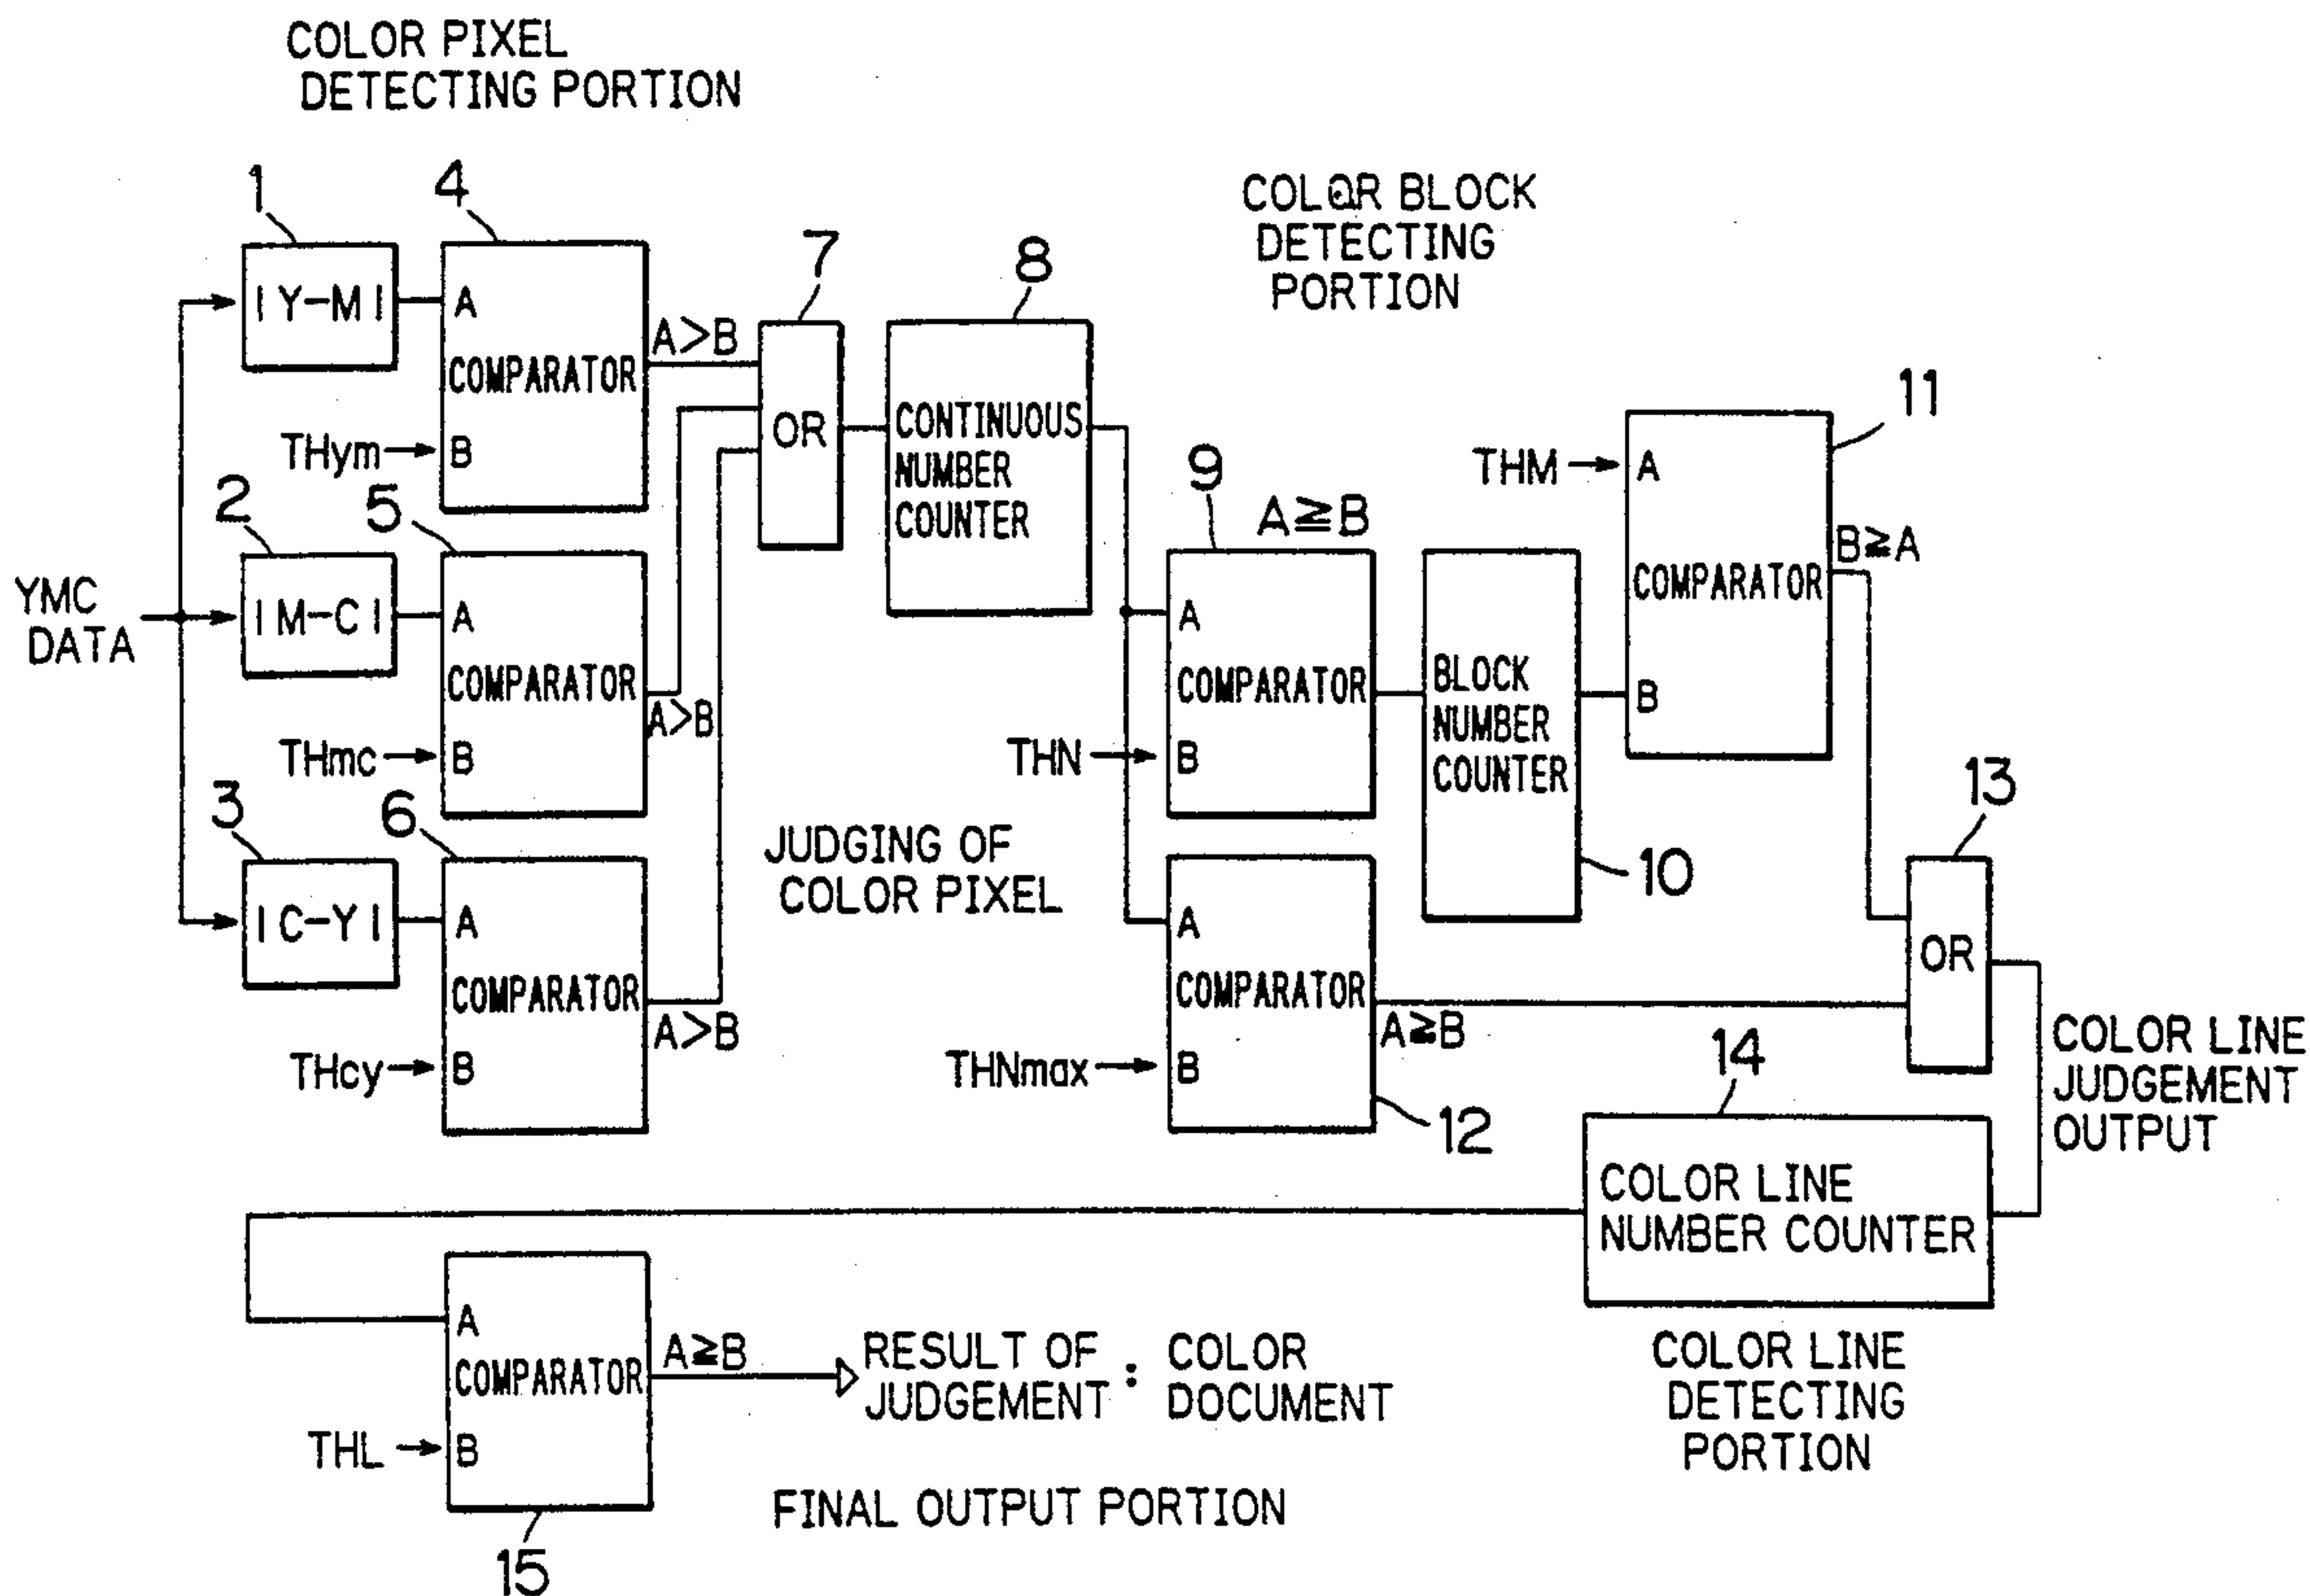 COLOR PIXEL
DETECTING PORTION
1
4
7
8
COLOR BLOCK
DETECTING
PORTION
|Y-M|
A
COMPARATOR
B
A>B
THym
OR
CONTINUOUS
NUMBER
COUNTER
11
THM
A
COMPARATOR
B
B≧A
2
5
9
A≧B
YMC
DATA
|M-C|
A
COMPARATOR
B
A>B
THmc
A
COMPARATOR
B
THN
BLOCK
NUMBER
COUNTER
10
13
3
6
JUDGING OF
COLOR PIXEL
|C-Y|
A
COMPARATOR
B
A>B
THcy
A
COMPARATOR
B
A≧B
THNmax
12
OR
COLOR LINE
JUDGEMENT
OUTPUT
14
COLOR LINE
NUMBER COUNTER
COLOR LINE
DETECTING
PORTION
A
COMPARATOR
B
THL
A≧B
RESULT OF
JUDGEMENT
:
COLOR
DOCUMENT
15
FINAL OUTPUT PORTION